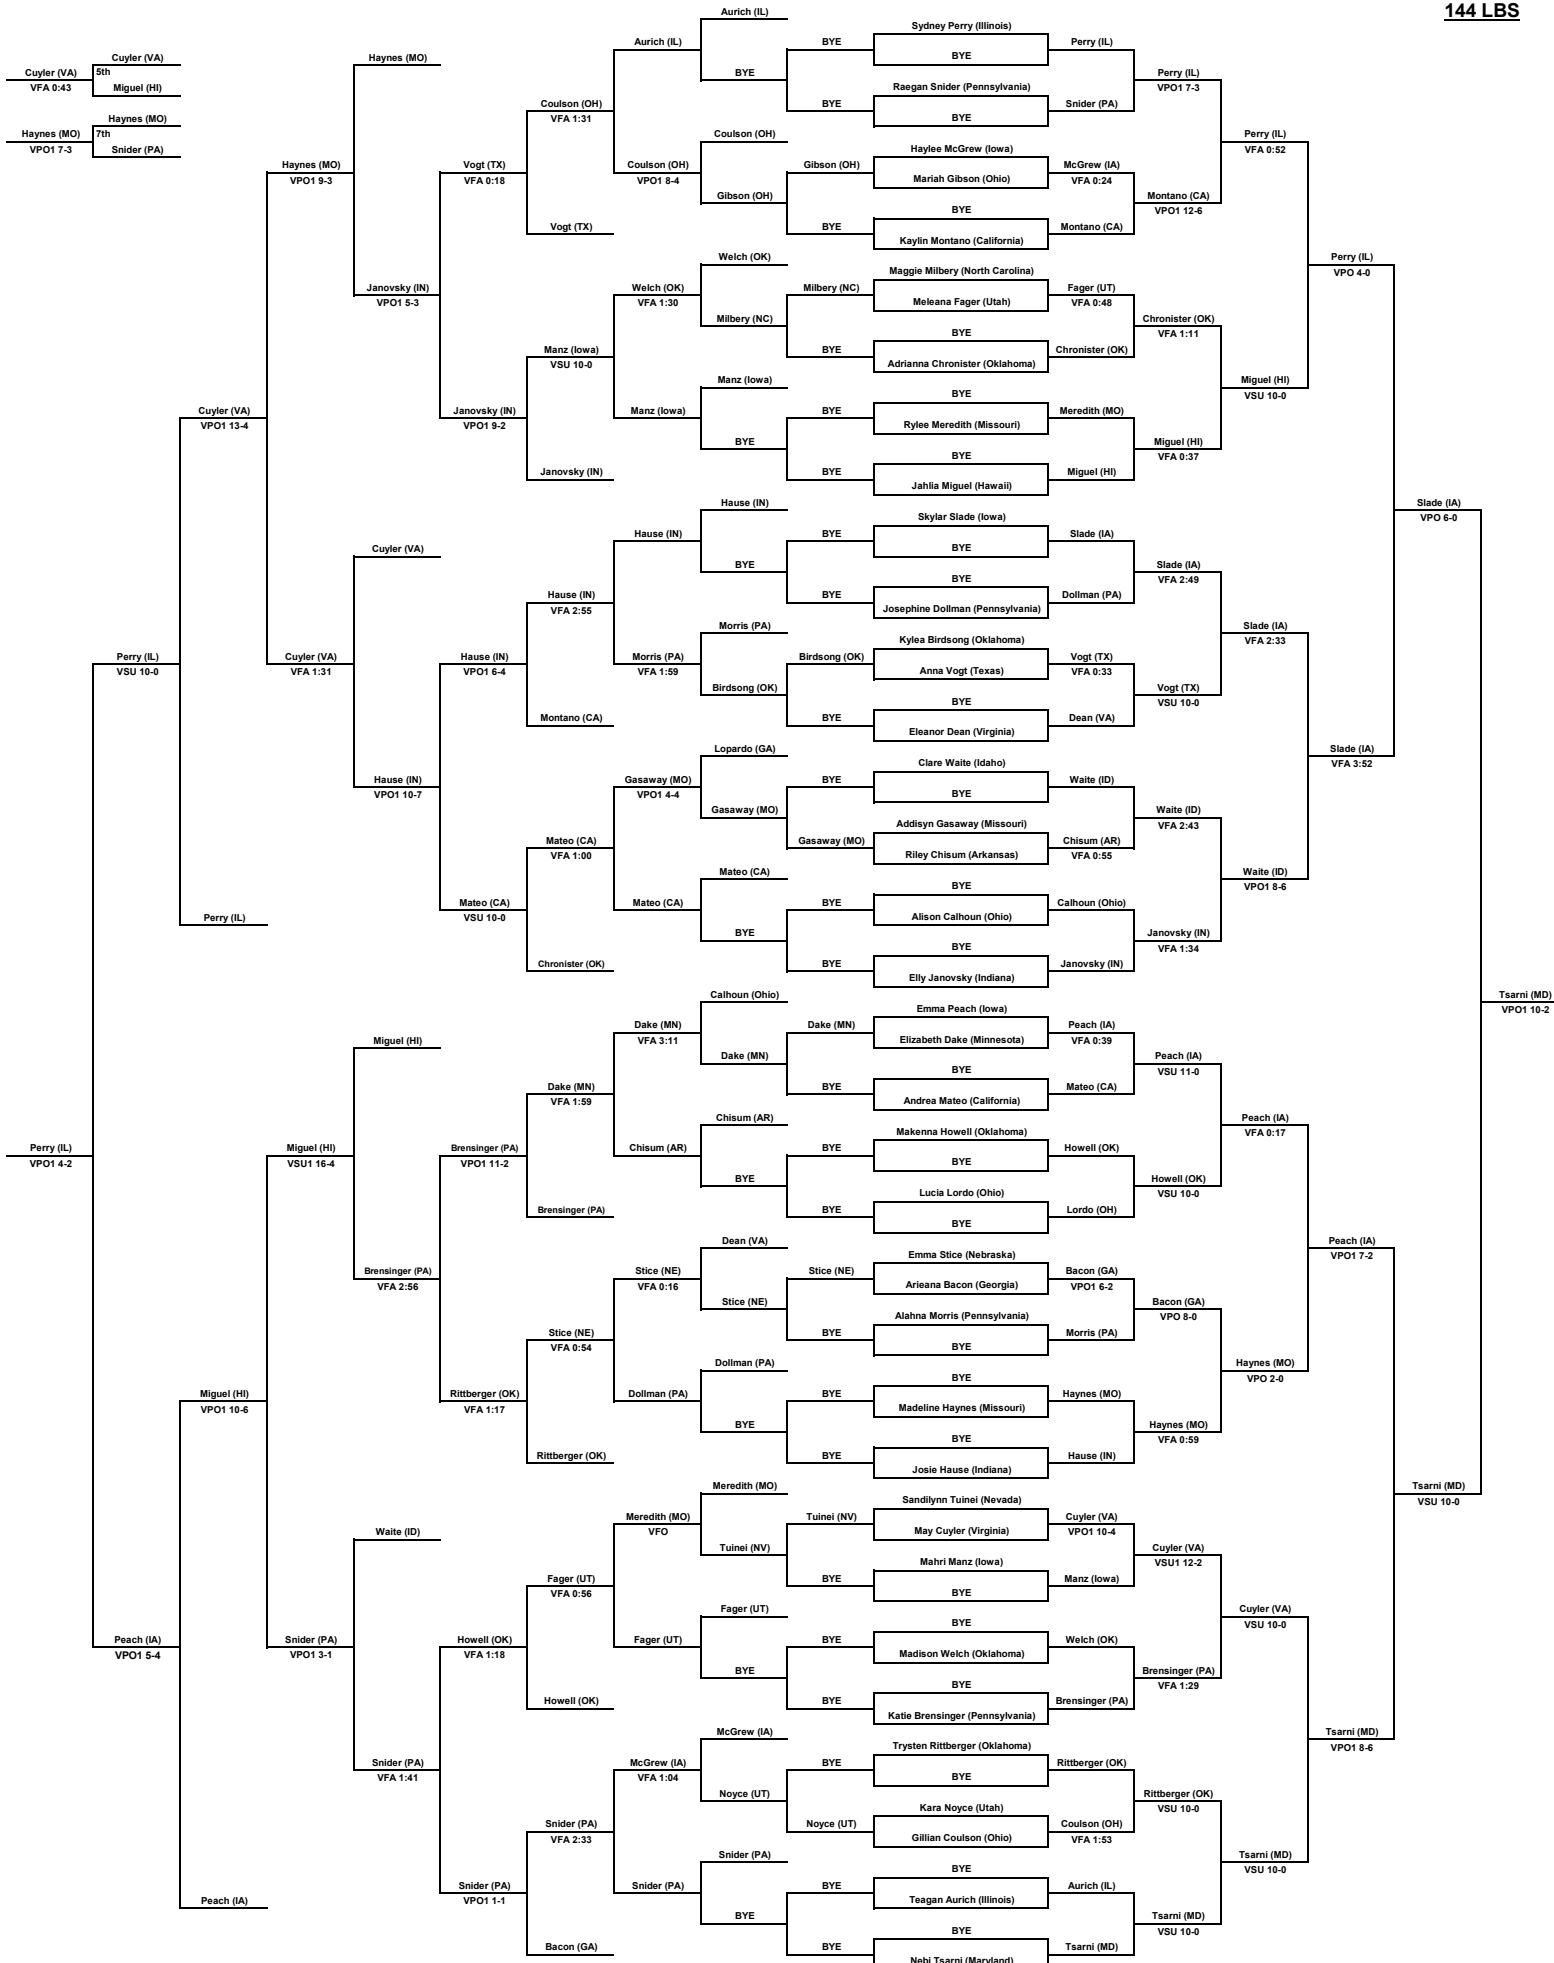 144 LBS
Cuyler (VA)
5th
Miguel (HI)
Cuyler (VA)
VFA 0:43
Haynes (MO)
7th
Snider (PA)
Haynes (MO)
VPO1 7-3
Perry (IL)
VPO1 4-2
Perry (IL)
VSU 10-0
Peach (IA)
VPO1 5-4
Cuyler (VA)
VPO1 13-4
Perry (IL)
Miguel (HI)
VPO1 10-6
Peach (IA)
Haynes (MO)
VPO1 9-3
Cuyler (VA)
VFA 1:31
Miguel (HI)
VSU1 16-4
Snider (PA)
VPO1 3-1
Haynes (MO)
Janovsky (IN)
VPO1 5-3
Cuyler (VA)
Hause (IN)
VPO1 10-7
Miguel (HI)
Brensinger (PA)
VFA 2:56
Waite (ID)
Snider (PA)
VFA 1:41
Vogt (TX)
VFA 0:18
Janovsky (IN)
VPO1 9-2
Hause (IN)
VPO1 6-4
Mateo (CA)
VSU 10-0
Brensinger (PA)
VPO1 11-2
Rittberger (OK)
VFA 1:17
Howell (OK)
VFA 1:18
Snider (PA)
VPO1 1-1
Coulson (OH)
VFA 1:31
Vogt (TX)
Manz (Iowa)
VSU 10-0
Janovsky (IN)
Hause (IN)
VFA 2:55
Montano (CA)
Mateo (CA)
VFA 1:00
Chronister (OK)
Dake (MN)
VFA 1:59
Brensinger (PA)
Stice (NE)
VFA 0:54
Rittberger (OK)
Fager (UT)
VFA 0:56
Howell (OK)
Snider (PA)
VFA 2:33
Bacon (GA)
Aurich (IL)
Coulson (OH)
VPO1 8-4
Welch (OK)
VFA 1:30
Manz (Iowa)
Hause (IN)
Morris (PA)
VFA 1:59
Gasaway (MO)
VPO1 4-4
Mateo (CA)
Dake (MN)
VFA 3:11
Chisum (AR)
Stice (NE)
VFA 0:16
Dollman (PA)
Meredith (MO)
VFO
Fager (UT)
McGrew (IA)
VFA 1:04
Snider (PA)
Aurich (IL)
BYE
Coulson (OH)
Gibson (OH)
Welch (OK)
Milbery (NC)
Manz (Iowa)
BYE
Hause (IN)
BYE
Morris (PA)
Birdsong (OK)
Lopardo (GA)
Gasaway (MO)
Mateo (CA)
BYE
Calhoun (Ohio)
Dake (MN)
Chisum (AR)
BYE
Dean (VA)
Stice (NE)
Dollman (PA)
BYE
Meredith (MO)
Tuinei (NV)
Fager (UT)
BYE
McGrew (IA)
Noyce (UT)
Snider (PA)
BYE
BYE
BYE
Gibson (OH)
BYE
Milbery (NC)
BYE
BYE
BYE
BYE
BYE
Birdsong (OK)
BYE
BYE
Gasaway (MO)
BYE
BYE
Dake (MN)
BYE
BYE
BYE
Stice (NE)
BYE
BYE
BYE
Tuinei (NV)
BYE
BYE
BYE
BYE
Noyce (UT)
BYE
BYE
Sydney Perry (Illinois)
BYE
Raegan Snider (Pennsylvania)
BYE
Haylee McGrew (Iowa)
Mariah Gibson (Ohio)
BYE
Kaylin Montano (California)
Maggie Milbery (North Carolina)
Meleana Fager (Utah)
BYE
Adrianna Chronister (Oklahoma)
BYE
Rylee Meredith (Missouri)
BYE
Jahlia Miguel (Hawaii)
Skylar Slade (Iowa)
BYE
BYE
Josephine Dollman (Pennsylvania)
Kylea Birdsong (Oklahoma)
Anna Vogt (Texas)
BYE
Eleanor Dean (Virginia)
Clare Waite (Idaho)
BYE
Addisyn Gasaway (Missouri)
Riley Chisum (Arkansas)
BYE
Alison Calhoun (Ohio)
BYE
Elly Janovsky (Indiana)
Emma Peach (Iowa)
Elizabeth Dake (Minnesota)
BYE
Andrea Mateo (California)
Makenna Howell (Oklahoma)
BYE
Lucia Lordo (Ohio)
BYE
Emma Stice (Nebraska)
Arieana Bacon (Georgia)
Alahna Morris (Pennsylvania)
BYE
BYE
Madeline Haynes (Missouri)
BYE
Josie Hause (Indiana)
Sandilynn Tuinei (Nevada)
May Cuyler (Virginia)
Mahri Manz (Iowa)
BYE
BYE
Madison Welch (Oklahoma)
BYE
Katie Brensinger (Pennsylvania)
Trysten Rittberger (Oklahoma)
BYE
Kara Noyce (Utah)
Gillian Coulson (Ohio)
BYE
Teagan Aurich (Illinois)
BYE
Nebi Tsarni (Maryland)
Perry (IL)
Snider (PA)
McGrew (IA)
VFA 0:24
Montano (CA)
Fager (UT)
VFA 0:48
Chronister (OK)
Meredith (MO)
Miguel (HI)
Slade (IA)
Dollman (PA)
Vogt (TX)
VFA 0:33
Dean (VA)
Waite (ID)
Chisum (AR)
VFA 0:55
Calhoun (Ohio)
Janovsky (IN)
Peach (IA)
VFA 0:39
Mateo (CA)
Howell (OK)
Lordo (OH)
Bacon (GA)
VPO1 6-2
Morris (PA)
Haynes (MO)
Hause (IN)
Cuyler (VA)
VPO1 10-4
Manz (Iowa)
Welch (OK)
Brensinger (PA)
Rittberger (OK)
Coulson (OH)
VFA 1:53
Aurich (IL)
Tsarni (MD)
Perry (IL)
VPO1 7-3
Montano (CA)
VPO1 12-6
Chronister (OK)
VFA 1:11
Miguel (HI)
VFA 0:37
Slade (IA)
VFA 2:49
Vogt (TX)
VSU 10-0
Waite (ID)
VFA 2:43
Janovsky (IN)
VFA 1:34
Peach (IA)
VSU 11-0
Howell (OK)
VSU 10-0
Bacon (GA)
VPO 8-0
Haynes (MO)
VFA 0:59
Cuyler (VA)
VSU1 12-2
Brensinger (PA)
VFA 1:29
Rittberger (OK)
VSU 10-0
Tsarni (MD)
VSU 10-0
Perry (IL)
VFA 0:52
Miguel (HI)
VSU 10-0
Slade (IA)
VFA 2:33
Waite (ID)
VPO1 8-6
Peach (IA)
VFA 0:17
Haynes (MO)
VPO 2-0
Cuyler (VA)
VSU 10-0
Tsarni (MD)
VSU 10-0
Perry (IL)
VPO 4-0
Slade (IA)
VFA 3:52
Peach (IA)
VPO1 7-2
Tsarni (MD)
VPO1 8-6
Slade (IA)
VPO 6-0
Tsarni (MD)
VSU 10-0
Tsarni (MD)
VPO1 10-2